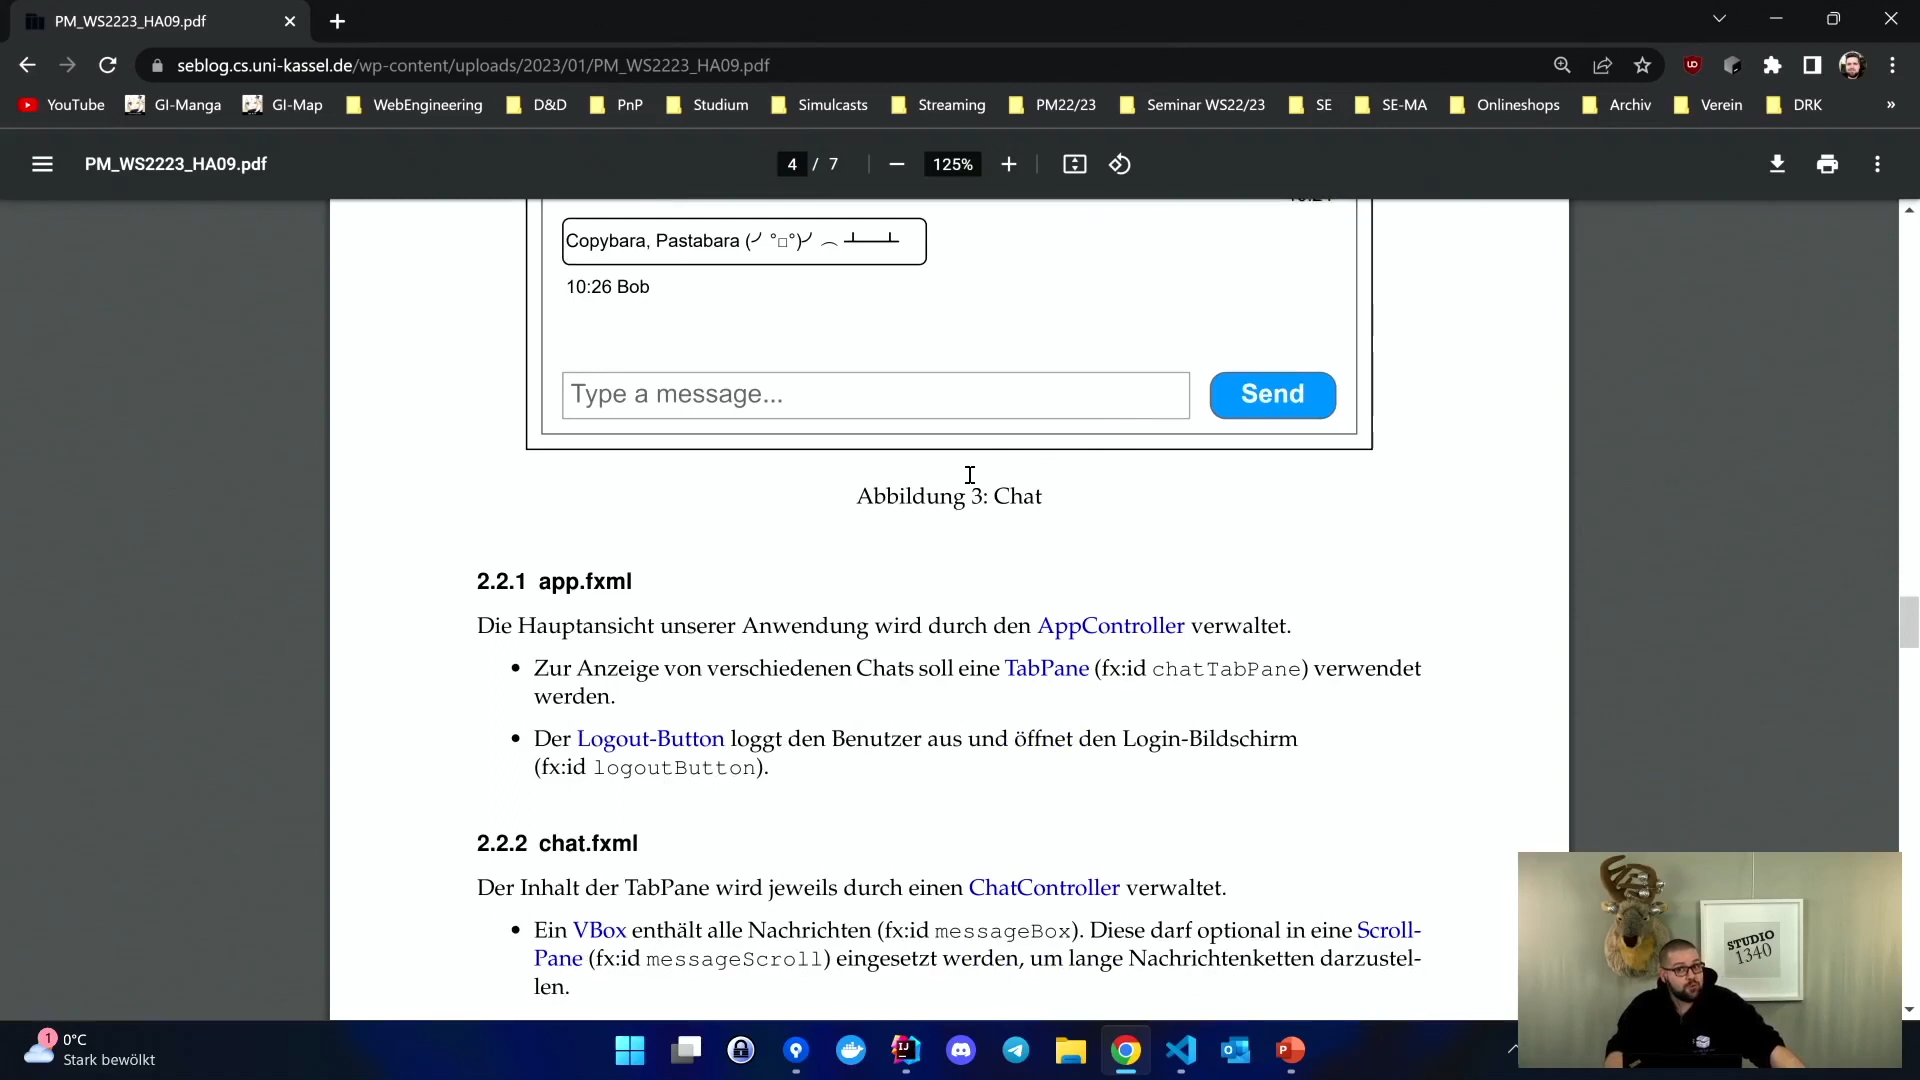 PM_WS2223_HA09.pdf
seblog.cs.uni-kassel.de/wp-content/uploads/2023/01/PM_WS2223_HA09.pdf
YouTube GI-Manga GI-Map WebEngineering D&D PnP Studium Simulcasts Streaming PM22/23 Seminar WS22/23 SE SE-MA Onlineshops Archiv Verein DRK »
PM_WS2223_HA09.pdf 4 / 7 125%
Copybara, Pastabara (╯°□°)╯︵ ┻━┻
10:26 Bob
Type a message... Send
Abbildung 3: Chat
2.2.1 app.fxml
Die Hauptansicht unserer Anwendung wird durch den AppController verwaltet.
• Zur Anzeige von verschiedenen Chats soll eine TabPane (fx:id chatTabPane) verwendet
werden.
• Der Logout-Button loggt den Benutzer aus und öffnet den Login-Bildschirm
(fx:id logoutButton).
2.2.2 chat.fxml
Der Inhalt der TabPane wird jeweils durch einen ChatController verwaltet.
• Ein VBox enthält alle Nachrichten (fx:id messageBox). Diese darf optional in eine Scroll-
Pane (fx:id messageScroll) eingesetzt werden, um lange Nachrichtenketten darzustel-
len.
STUDIO
1340
1 0°C
Stark bewölkt